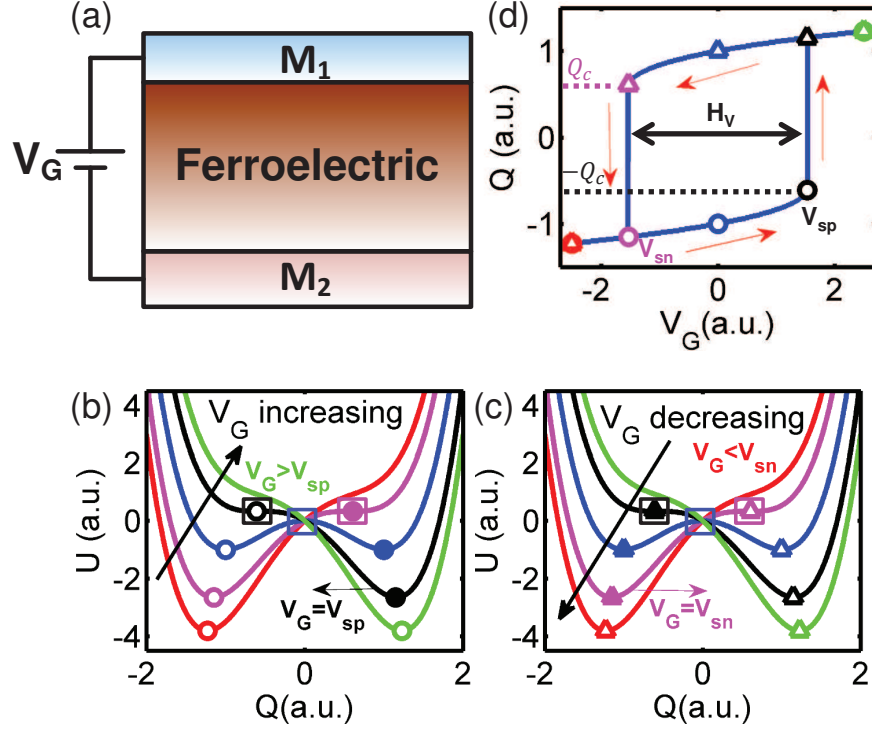 (a)
M1
Ferroelectric
M2
VG
(d)
Q (a.u.)
1
0
-1
Qc
−Qc
HV
Vsp
Vsn
-2
0
2
VG(a.u.)
(b)
VG increasing
VG>Vsp
VG=Vsp
U (a.u.)
4
2
0
-2
-4
-2
0
2
Q(a.u.)
(c)
VG decreasing
VG<Vsn
VG=Vsn
U (a.u.)
4
2
0
-2
-4
-2
0
2
Q(a.u.)